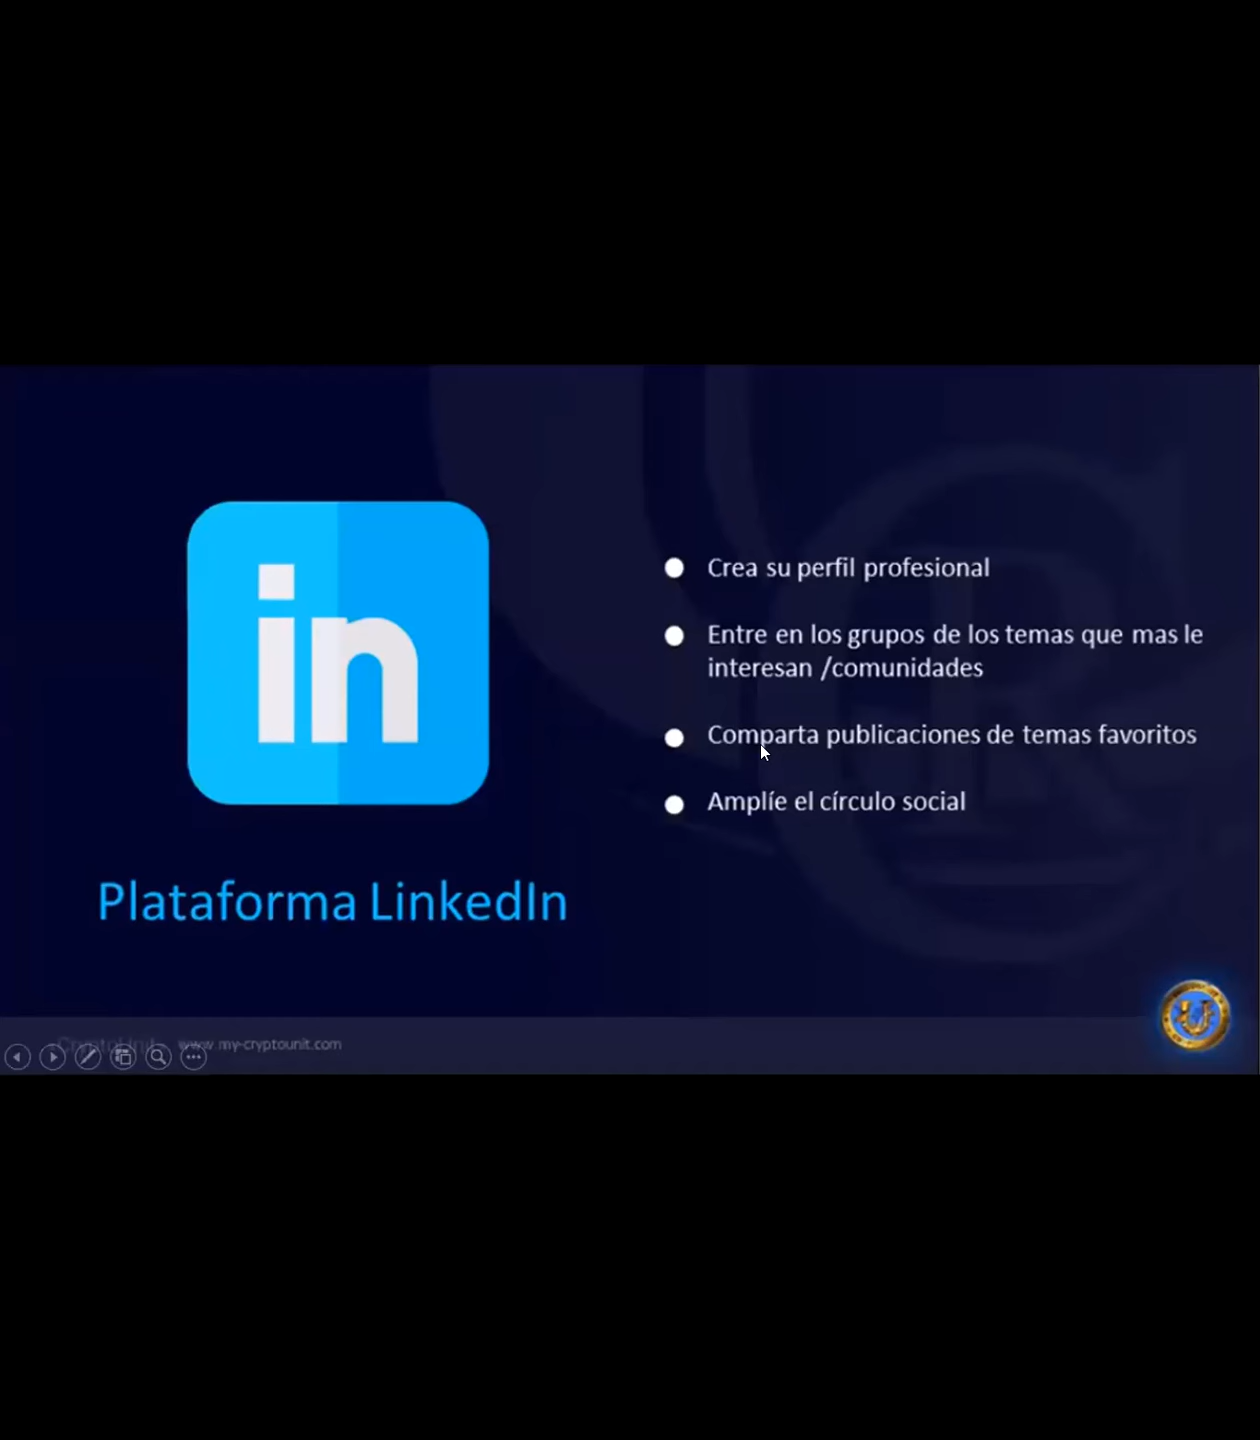 in
Crea su perfil profesional
Entre en los grupos de los temas que mas le
interesan /comunidades
Comparta publicaciones de temas favoritos
Amplíe el círculo social
Plataforma LinkedIn
CryptoUnit www.my-cryptounit.com